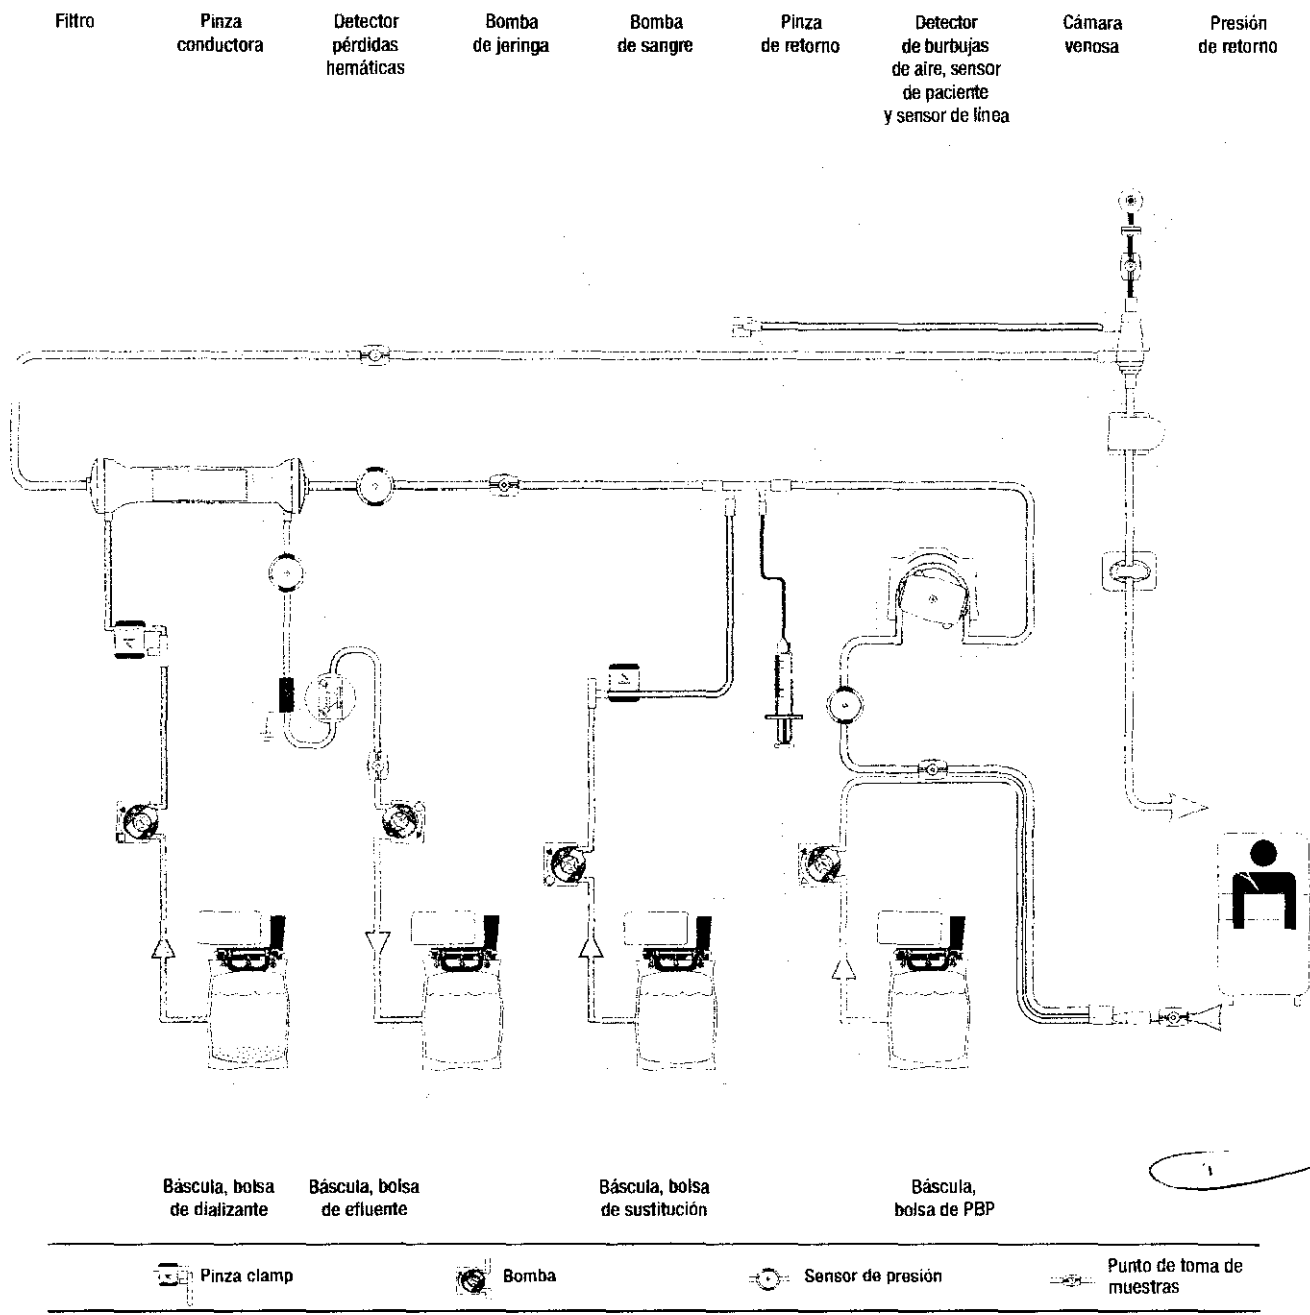 Filtro
Pinza
conductora
Detector
pérdidas
hemáticas
Bomba
de jeringa
Bomba
de sangre
Pinza
de retorno
Detector
de burbujas
de aire, sensor
de paciente
y sensor de línea
Cámara
venosa
Presión
de retorno
Báscula, bolsa
de dializante
Báscula, bolsa
de efluente
Báscula, bolsa
de sustitución
Báscula,
bolsa de PBP
Pinza clamp
Bomba
Sensor de presión
Punto de toma de
muestras